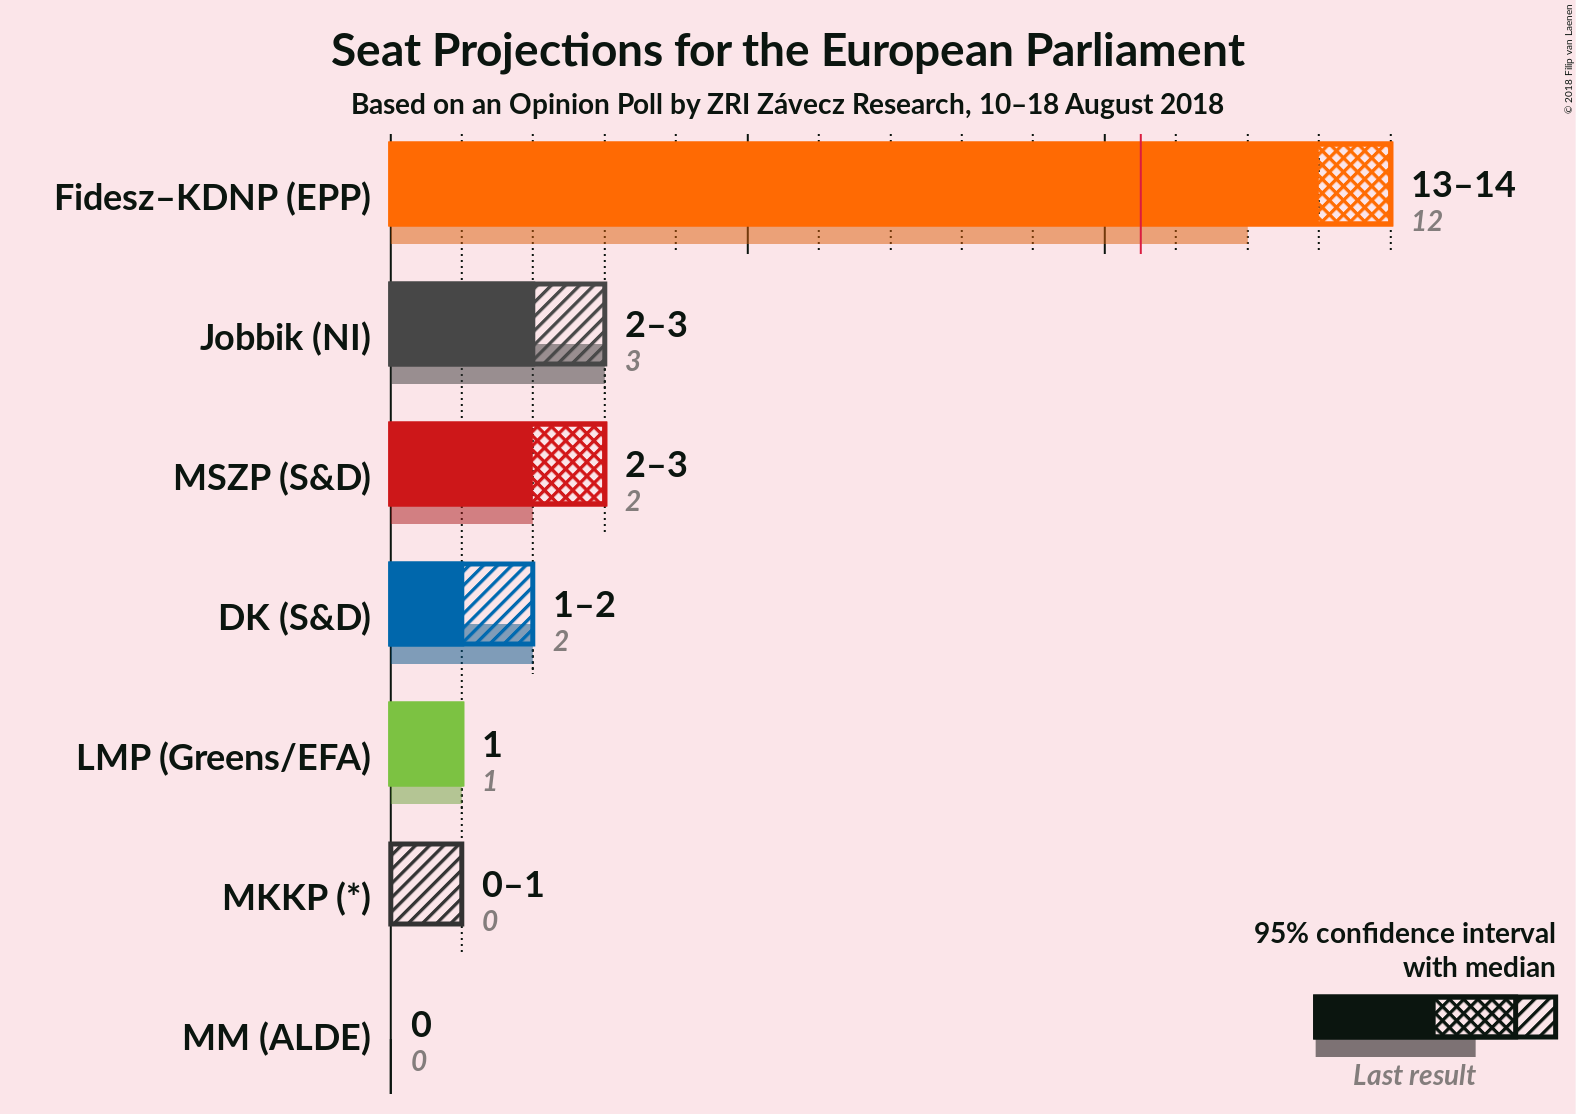 Seat Projections for the European Parliament
Based on an Opinion Poll by ZRI Závecz Research, 10–18 August 2018
© 2018 Filip van Laenen
Fidesz–KDNP (EPP)
13–14
12
Jobbik (NI)
2–3
3
MSZP (S&D)
2–3
2
DK (S&D)
1–2
2
LMP (Greens/EFA)
1
1
MKKP (*)
0–1
0
MM (ALDE)
0
0
95% confidence interval
with median
Last result